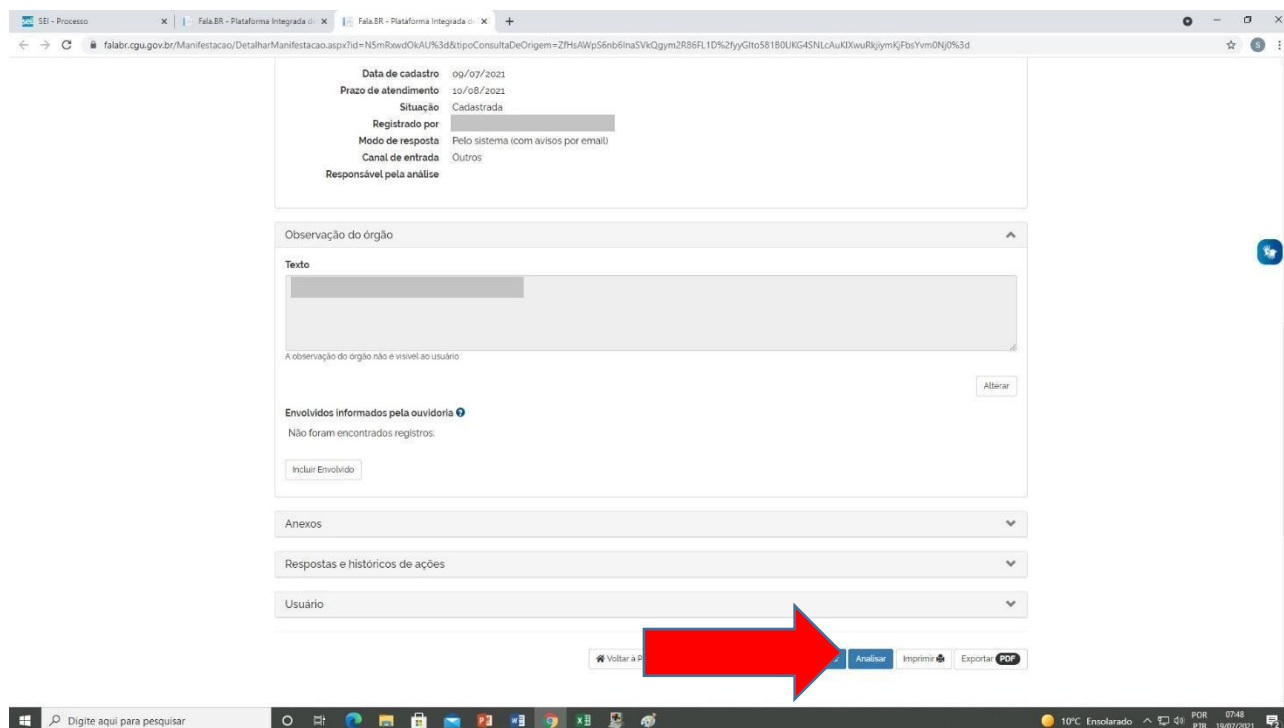 SEI - Processo
Fala.BR - Plataforma Integrada d
Fala.BR - Plataforma Integrada d
falabr.cgu.gov.br/Manifestacao/DetalharManifestacao.aspx?id=N5mRxwdOkAU%3d&tipoConsultaDeOrigem=ZfHsAWpS6nb6InaSVkQgym2R86FL1D%2fyyGIto581B0UKG4SNLcAuKIXwuRkjiymKjFbsYvm0Nj0%3d
S
Data de cadastro 09/07/2021
Prazo de atendimento 10/08/2021
Situação Cadastrada
Registrado por
Modo de resposta Pelo sistema (com avisos por email)
Canal de entrada Outros
Responsável pela análise
Observação do órgão
Texto
A observação do órgão não é visível ao usuário
Alterar
Envolvidos informados pela ouvidoria
Não foram encontrados registros.
Incluir Envolvido
Anexos
Respostas e históricos de ações
Usuário
Voltar à P
Analisar
Imprimir
Exportar PDF
Digite aqui para pesquisar
10°C Ensolarado
POR
PTB
07:48
19/07/2021